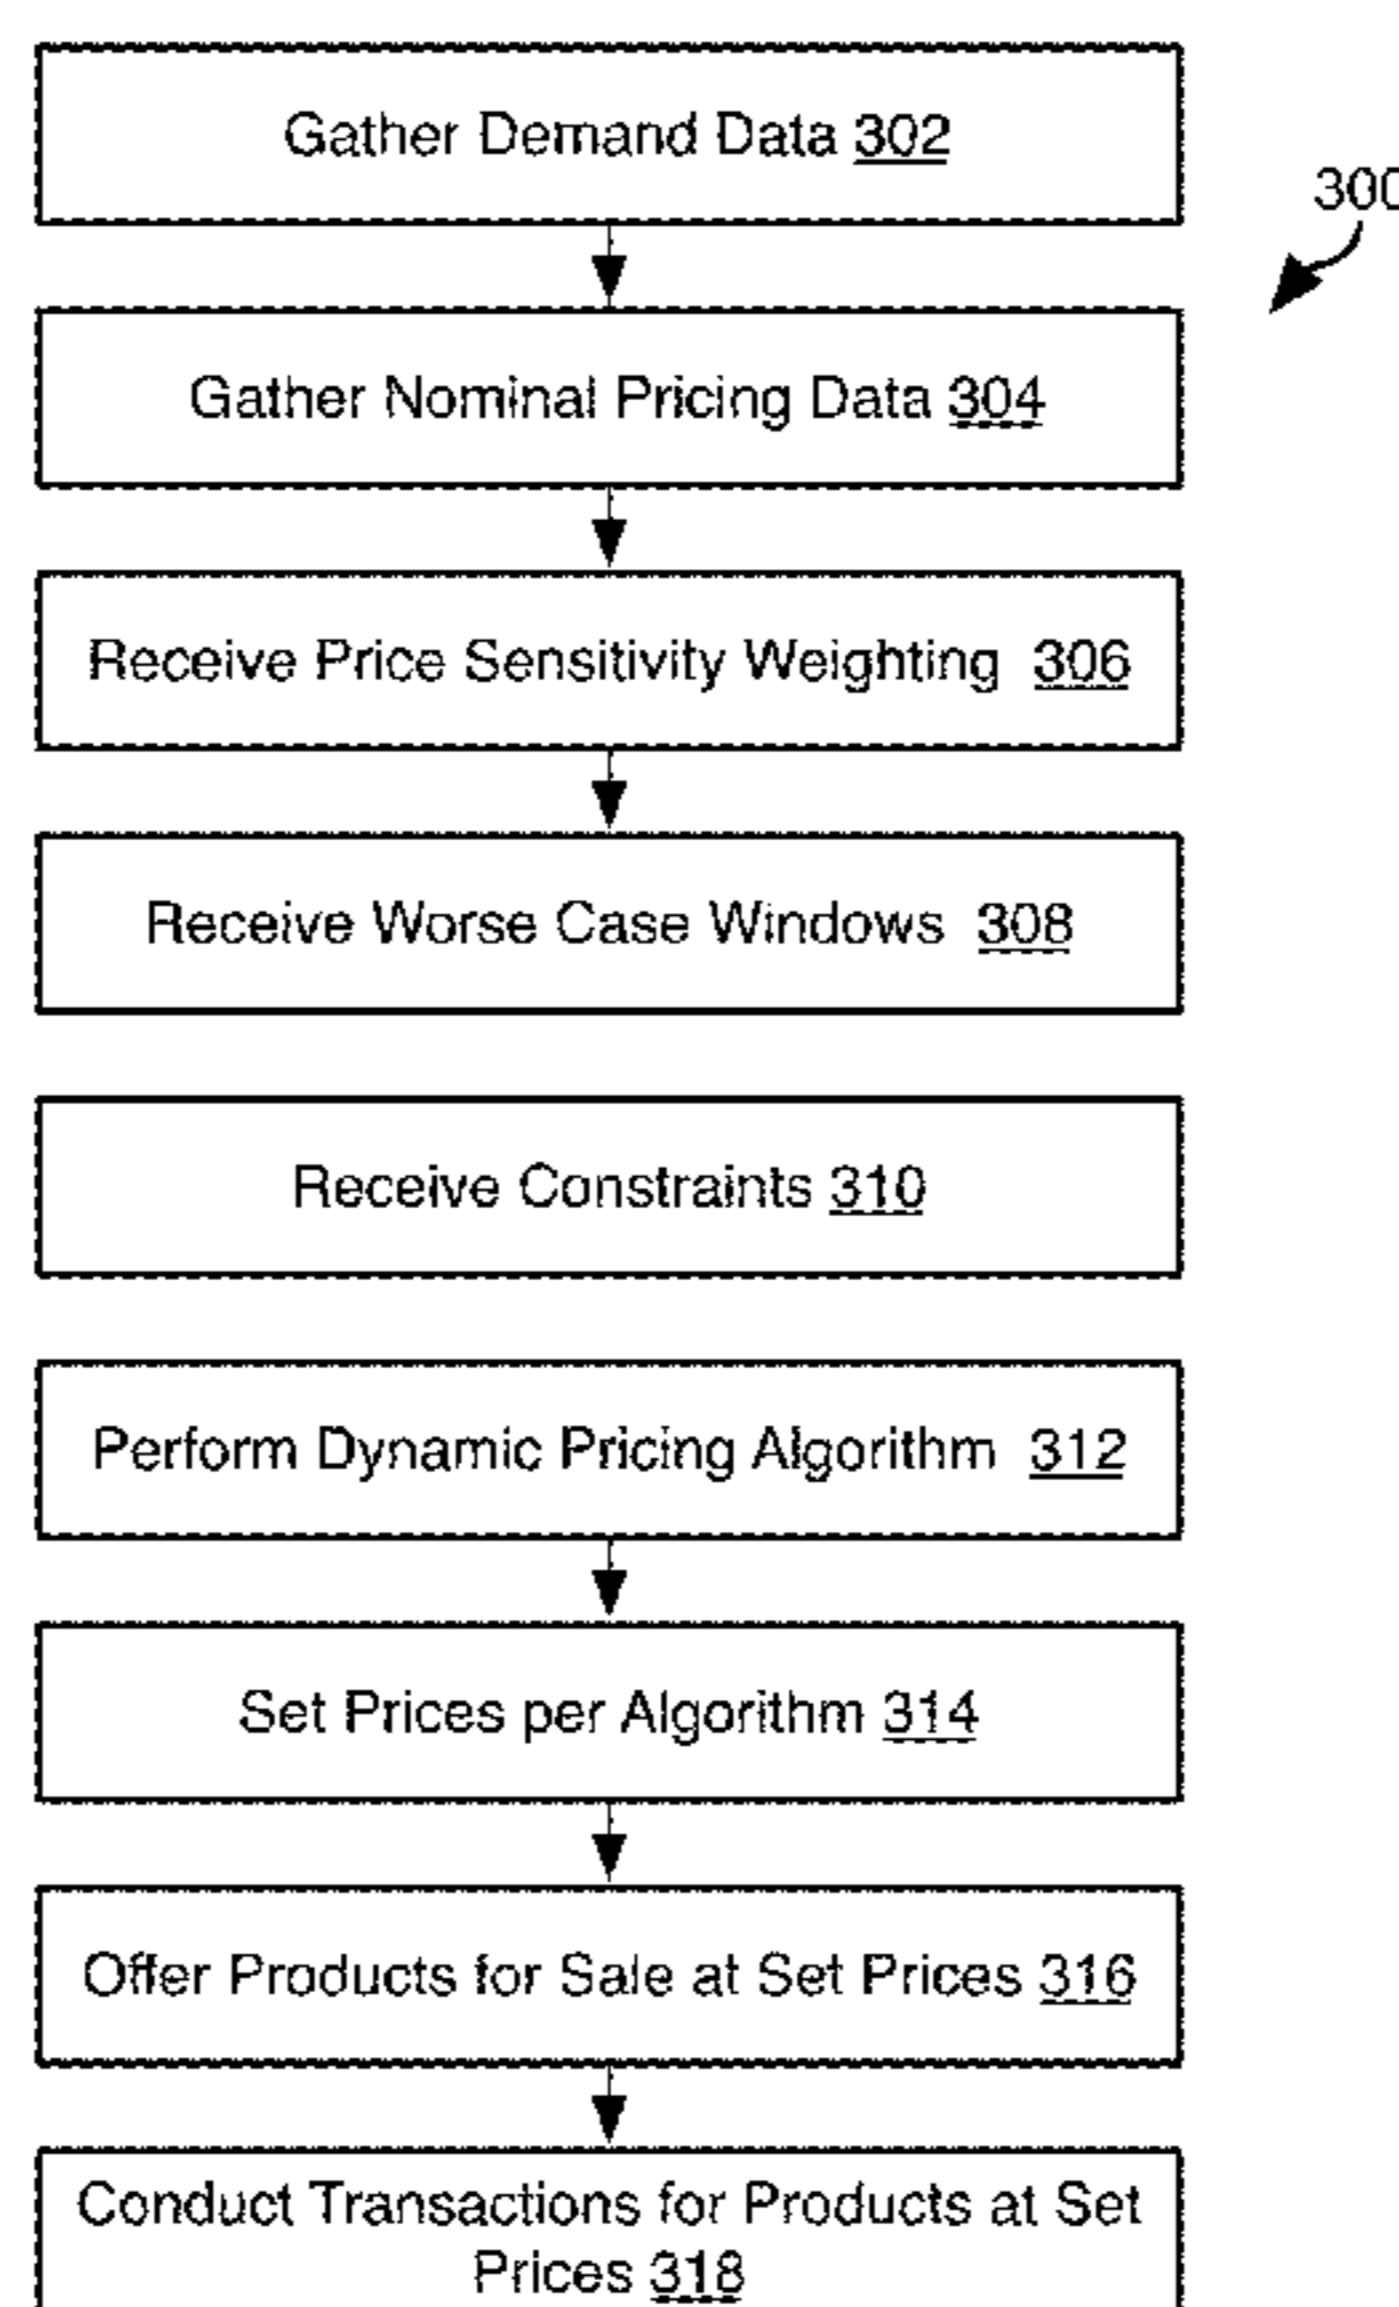 Gather Demand Data 302
300
Gather Nominal Pricing Data 304
Receive Price Sensitivity Weighting 306
Receive Worse Case Windows 308
Receive Constraints 310
Perform Dynamic Pricing Algorithm 312
Set Prices per Algorithm 314
Offer Products for Sale at Set Prices 316
Conduct Transactions for Products at Set
Prices 318